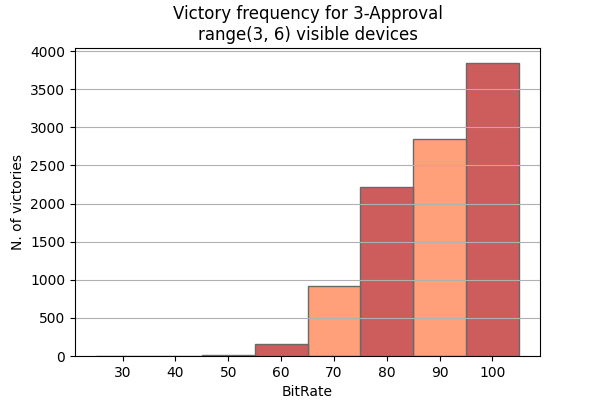 Victory frequency for 3-Approval
range(3, 6) visible devices
4000
3500
3000
2500
2000
1500
1000
500
0
N. of victories
30 40 50 60 70 80 90 100
BitRate